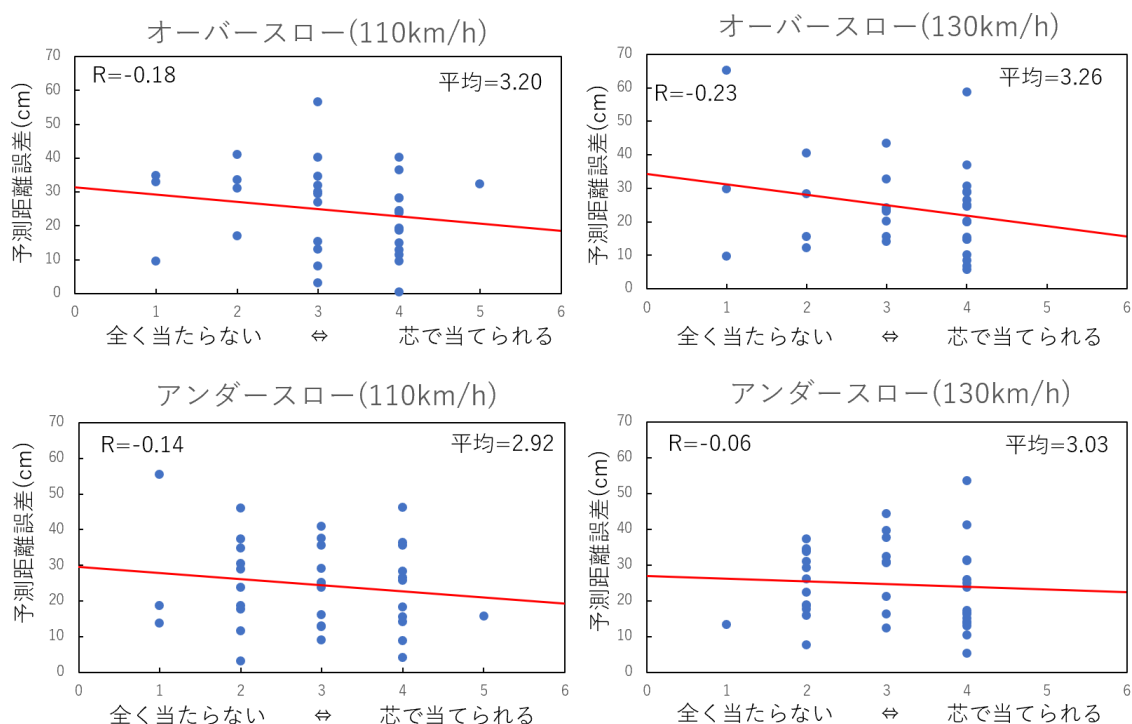 オーバースロー(110km/h)
R=-0.18
平均=3.20
予測距離誤差(cm)
70
60
50
40
30
20
10
0
0 1 2 3 4 5 6
全く当たらない ⇔ 芯で当てられる
オーバースロー(130km/h)
R=-0.23
平均=3.26
予測距離誤差(cm)
70
60
50
40
30
20
10
0
0 1 2 3 4 5 6
全く当たらない ⇔ 芯で当てられる
アンダースロー(110km/h)
R=-0.14
平均=2.92
予測距離誤差(cm)
70
60
50
40
30
20
10
0
0 1 2 3 4 5 6
全く当たらない ⇔ 芯で当てられる
アンダースロー(130km/h)
R=-0.06
平均=3.03
予測距離誤差(cm)
70
60
50
40
30
20
10
0
0 1 2 3 4 5 6
全く当たらない ⇔ 芯で当てられる